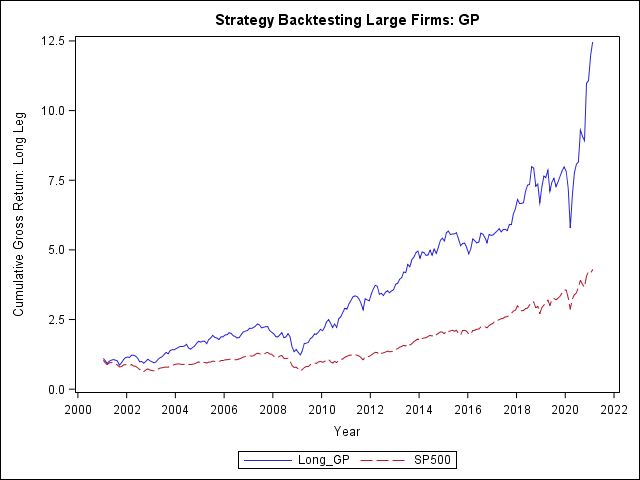 Strategy Backtesting Large Firms: GP
Cumulative Gross Return: Long Leg
12.5
10.0
7.5
5.0
2.5
0.0
2000 2002 2004 2006 2008 2010 2012 2014 2016 2018 2020 2022
Year
Long_GP SP500